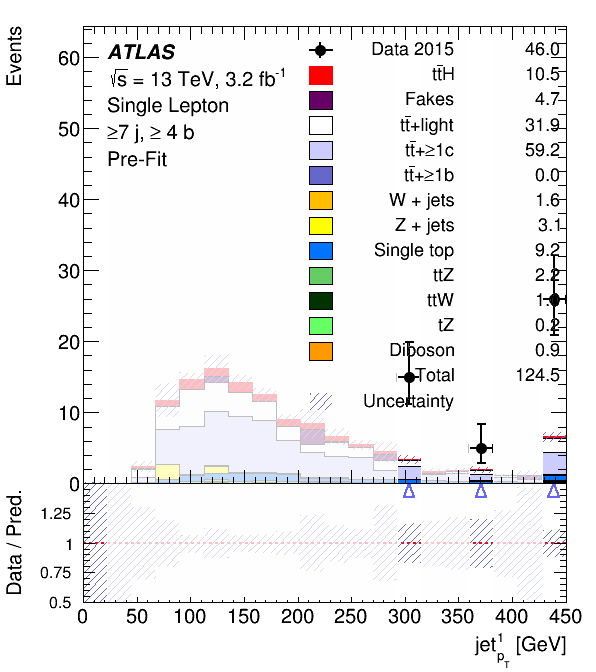 Events
ATLAS
√s = 13 TeV, 3.2 fb-1
Single Lepton
≥7 j, ≥ 4 b
Pre-Fit
Data 2015 46.0
tt̄H 10.5
Fakes 4.7
tt̄+light 31.9
tt̄+≥1c 59.2
tt̄+≥1b 0.0
W + jets 1.6
Z + jets 3.1
Single top 9.2
ttZ 2.2
ttW
tZ 0.2
Diboson 0.9
Total 124.5
Uncertainty
60
50
40
30
20
10
0
Data / Pred.
1.25
1
0.75
0.5
0 50 100 150 200 250 300 350 400 450
jet1pT [GeV]